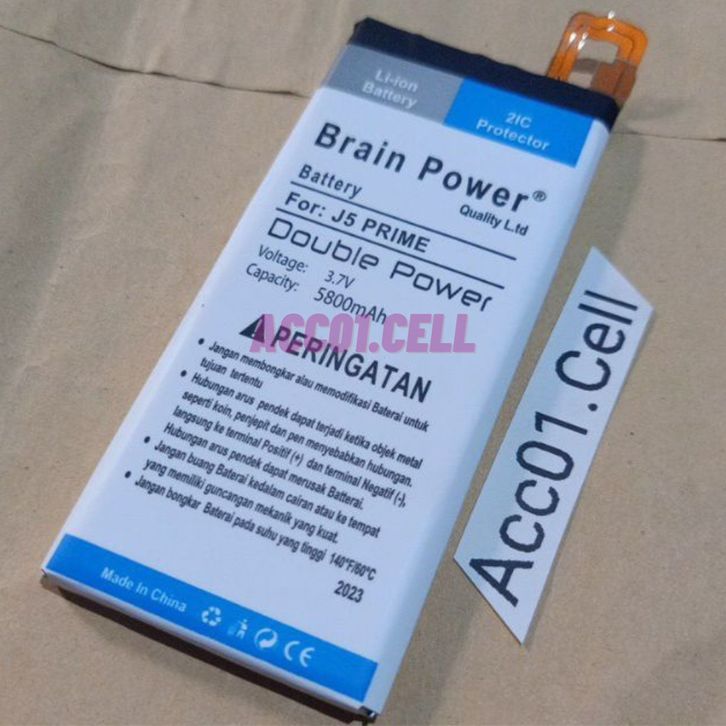 Li-ion
Battery
2IC
Protector
Brain Power®
Quality L.td
Battery
For: J5 PRIME
Double Power
Voltage: 3.7V
Capacity: 5800mAh
ACC01.CELL
PERINGATAN
• Jangan membongkar atau memodifikasi Baterai untuk
tujuan tertentu
• Hubungan arus pendek dapat terjadi ketika objek metal
seperti koin, penjepit dan pen menyebabkan hubungan.
langsung ke terminal Positif (+) dan terminal Negatif (-),
Hubungan arus pendek dapat merusak Batterai.
• Jangan buang Baterai kedalam cairan atau ke tempat
yang memiliki guncangan mekanik yang kuat.
• Jangan bongkar Baterai pada suhu yang tinggi 140°F/60°C
2023
Made In China
CE
Acc01.Cell